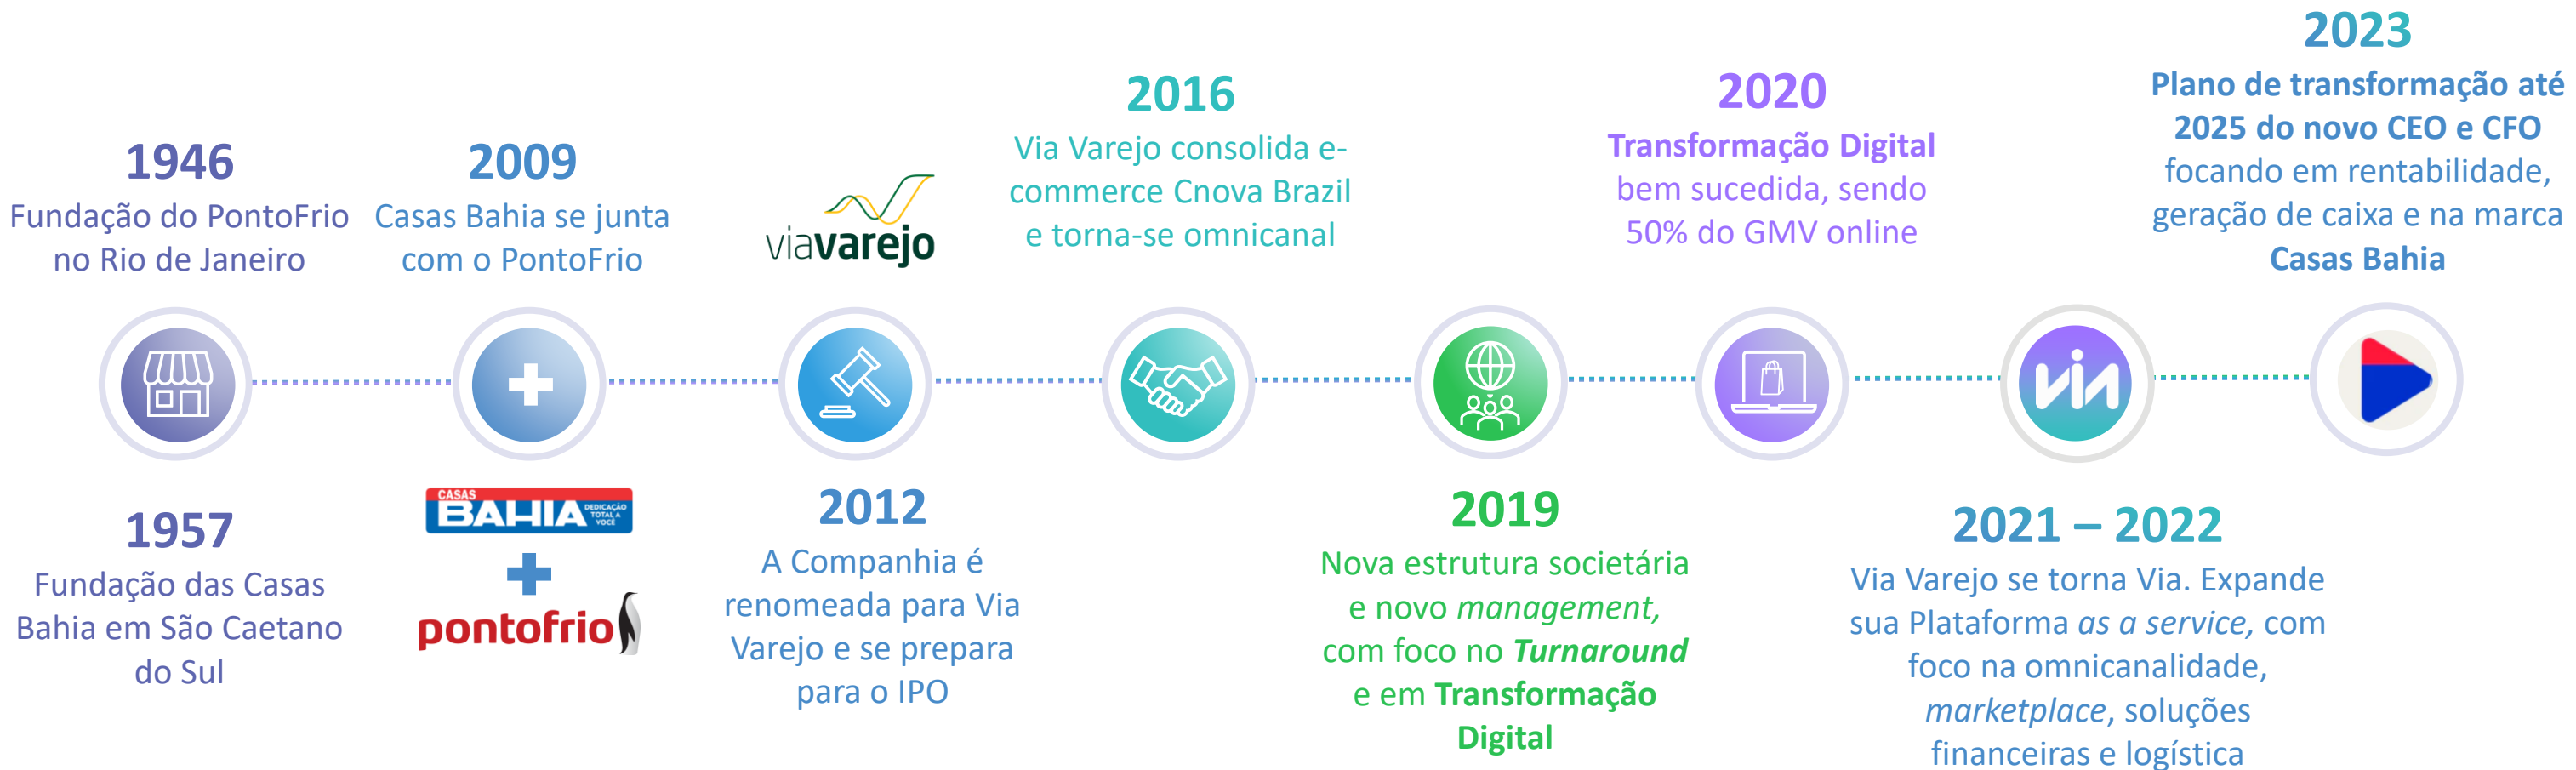 1946
Fundação do PontoFrio
no Rio de Janeiro
1957
Fundação das Casas
Bahia em São Caetano
do Sul
2009
Casas Bahia se junta
com o PontoFrio
CASAS
BAHIA
DEDICAÇÃO
TOTAL A
VOCÊ
pontofrio
viavarejo
2012
A Companhia é
renomeada para Via
Varejo e se prepara
para o IPO
2016
Via Varejo consolida e-
commerce Cnova Brazil
e torna-se omnicanal
2019
Nova estrutura societária
e novo management,
com foco no Turnaround
e em Transformação
Digital
2020
Transformação Digital
bem sucedida, sendo
50% do GMV online
via
2021 – 2022
Via Varejo se torna Via. Expande
sua Plataforma as a service, com
foco na omnicanalidade,
marketplace, soluções
financeiras e logística
2023
Plano de transformação até
2025 do novo CEO e CFO
focando em rentabilidade,
geração de caixa e na marca
Casas Bahia